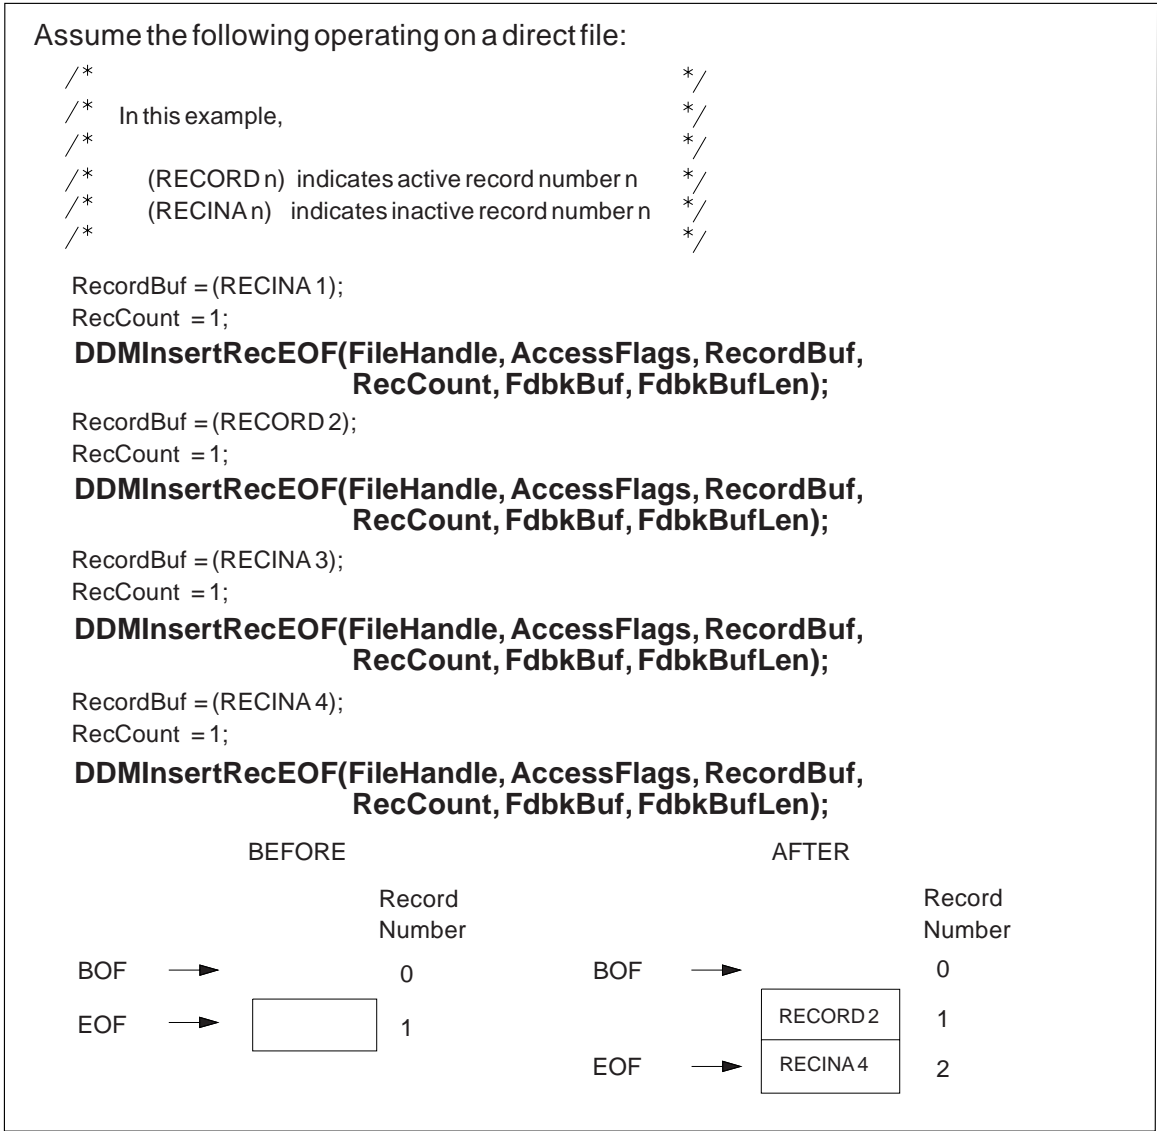 Assume the following operating on a direct file:
/* */
/* In this example, */
/* */
/* (RECORD n) indicates active record number n */
/* (RECINA n) indicates inactive record number n */
/* */
RecordBuf = (RECINA 1);
RecCount = 1;
DDMInsertRecEOF(FileHandle, AccessFlags, RecordBuf,
RecCount, FdbkBuf, FdbkBufLen);
RecordBuf = (RECORD 2);
RecCount = 1;
DDMInsertRecEOF(FileHandle, AccessFlags, RecordBuf,
RecCount, FdbkBuf, FdbkBufLen);
RecordBuf = (RECINA 3);
RecCount = 1;
DDMInsertRecEOF(FileHandle, AccessFlags, RecordBuf,
RecCount, FdbkBuf, FdbkBufLen);
RecordBuf = (RECINA 4);
RecCount = 1;
DDMInsertRecEOF(FileHandle, AccessFlags, RecordBuf,
RecCount, FdbkBuf, FdbkBufLen);
BEFORE
Record
Number
BOF 0
EOF 1
AFTER
Record
Number
BOF 0
RECORD 2 1
EOF RECINA 4 2